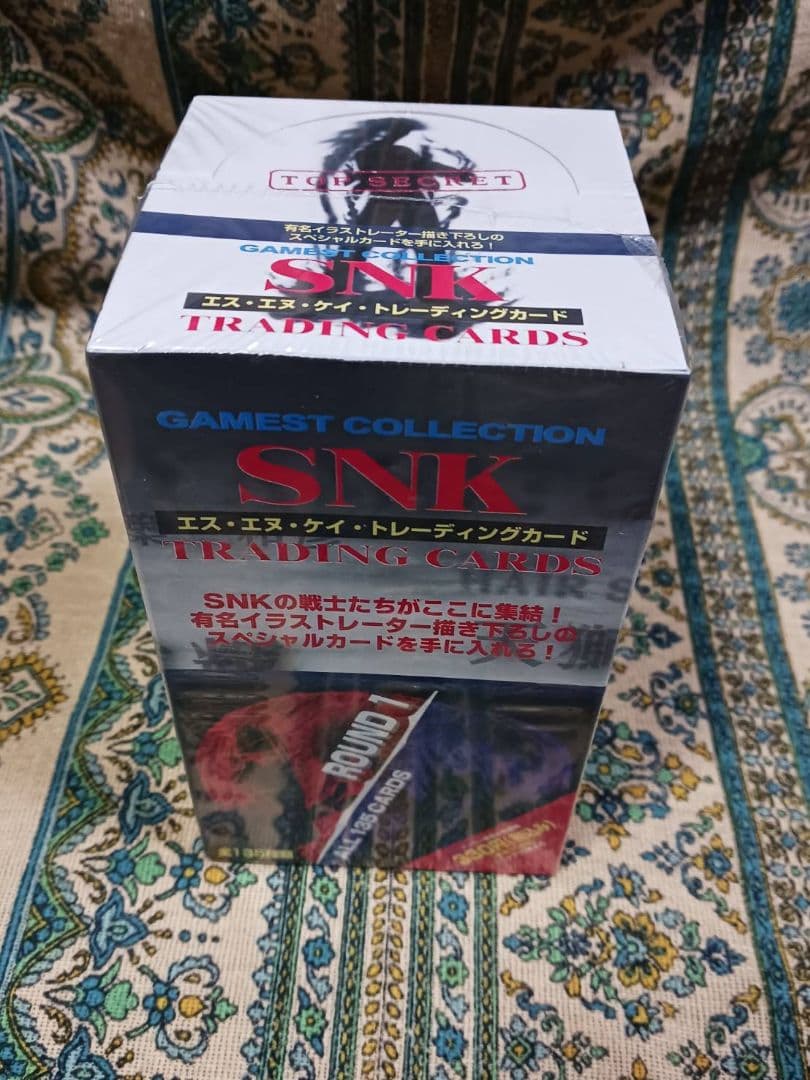 TOP SECRET
有名イラストレーター描き下ろしの
スペシャルカードを手に入れろ！
GAMEST COLLECTION
SNK
エス・エヌ・ケイ・トレーディングカード
TRADING CARDS
GAMEST COLLECTION
SNK
エス・エヌ・ケイ・トレーディングカード
TRADING CARDS
SNKの戦士たちがここに集結！
有名イラストレーター描き下ろしの
スペシャルカードを手に入れろ！
ROUND 1
ALL 135 CARDS
全135種類